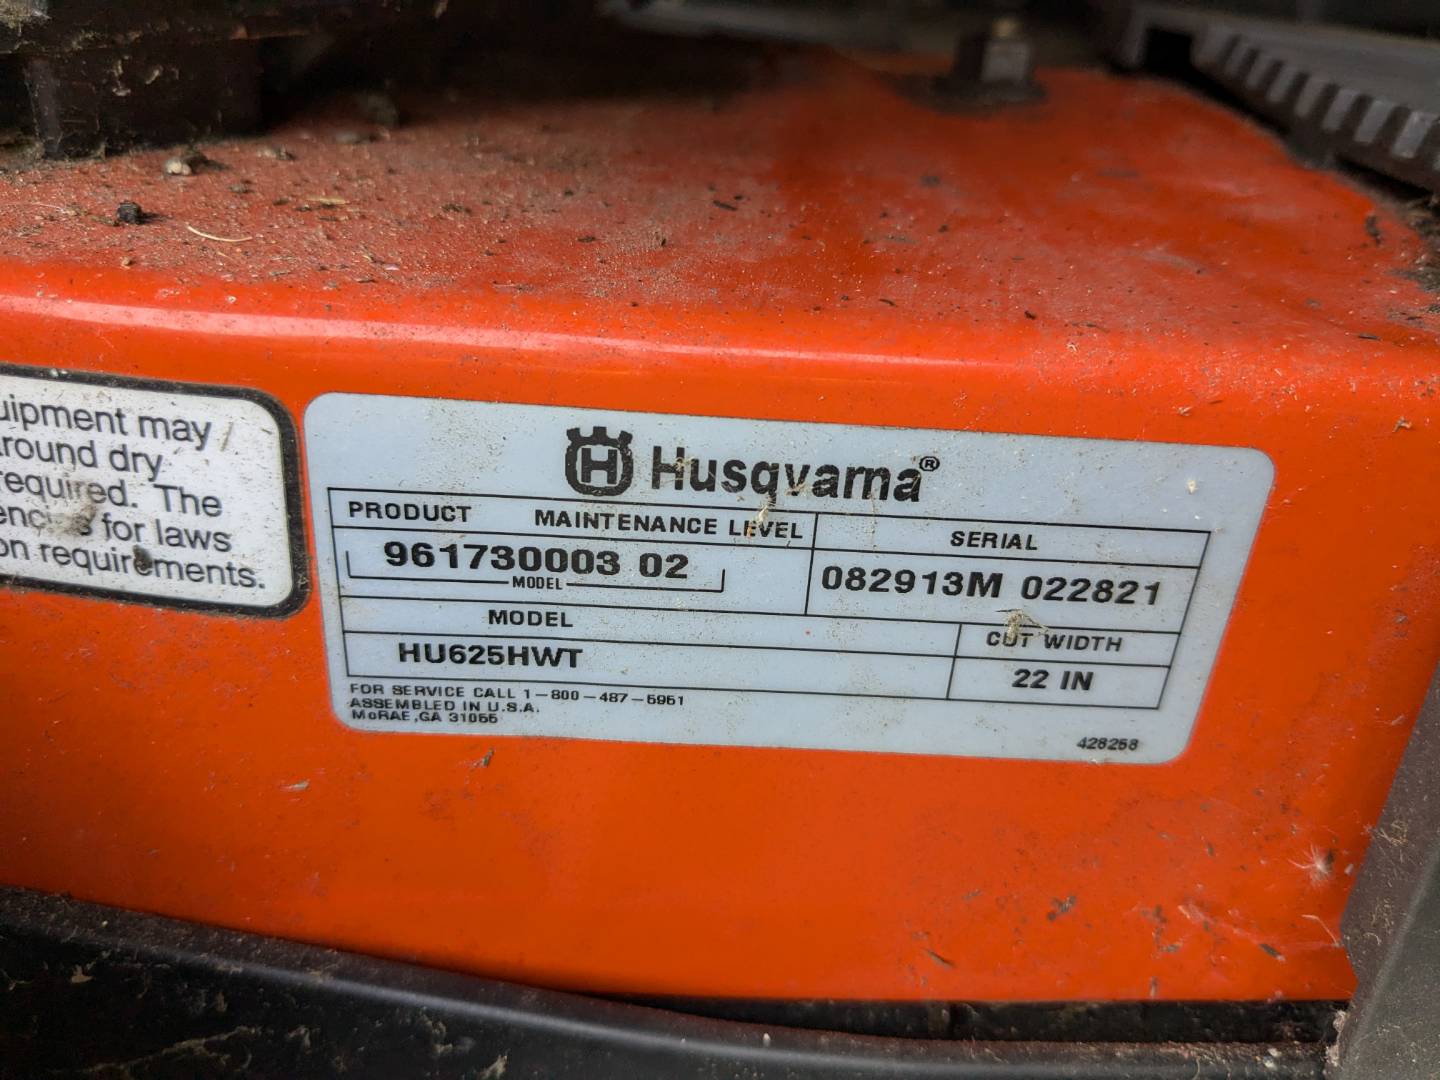 uipment may
around dry
required. The
for laws
on requirements.
H Husqvarna®
PRODUCT MAINTENANCE LEVEL SERIAL
961730003 02 082913M 022821
MODEL
MODEL CUT WIDTH
HU625HWT 22 IN
FOR SERVICE CALL 1-800-487-5951
ASSEMBLED IN U.S.A.
McRAE,GA 31055
428258